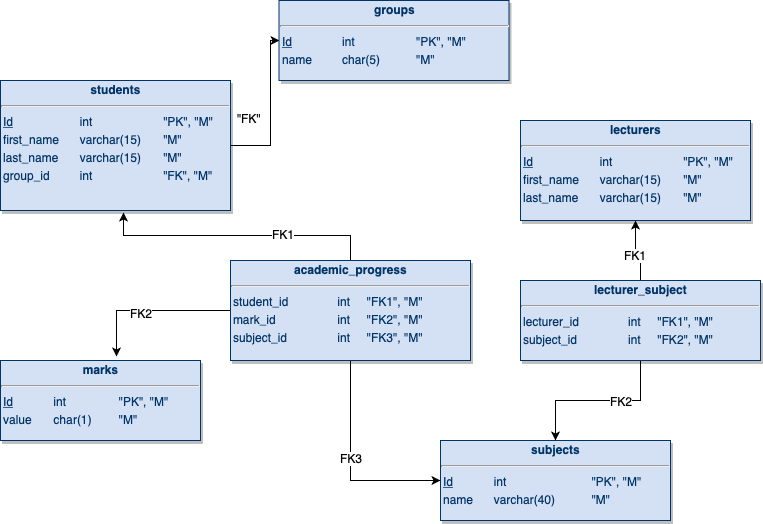 groups
Id int "PK", "M"
name char(5) "M"
students
Id int "PK", "M"
first_name varchar(15) "M"
last_name varchar(15) "M"
group_id int "FK", "M"
"FK"
lecturers
Id int "PK", "M"
first_name varchar(15) "M"
last_name varchar(15) "M"
FK1
FK1
academic_progress
student_id int "FK1", "M"
mark_id int "FK2", "M"
subject_id int "FK3", "M"
lecturer_subject
lecturer_id int "FK1", "M"
subject_id int "FK2", "M"
FK2
marks
Id int "PK", "M"
value char(1) "M"
FK2
FK3
subjects
Id int "PK", "M"
name varchar(40) "M"